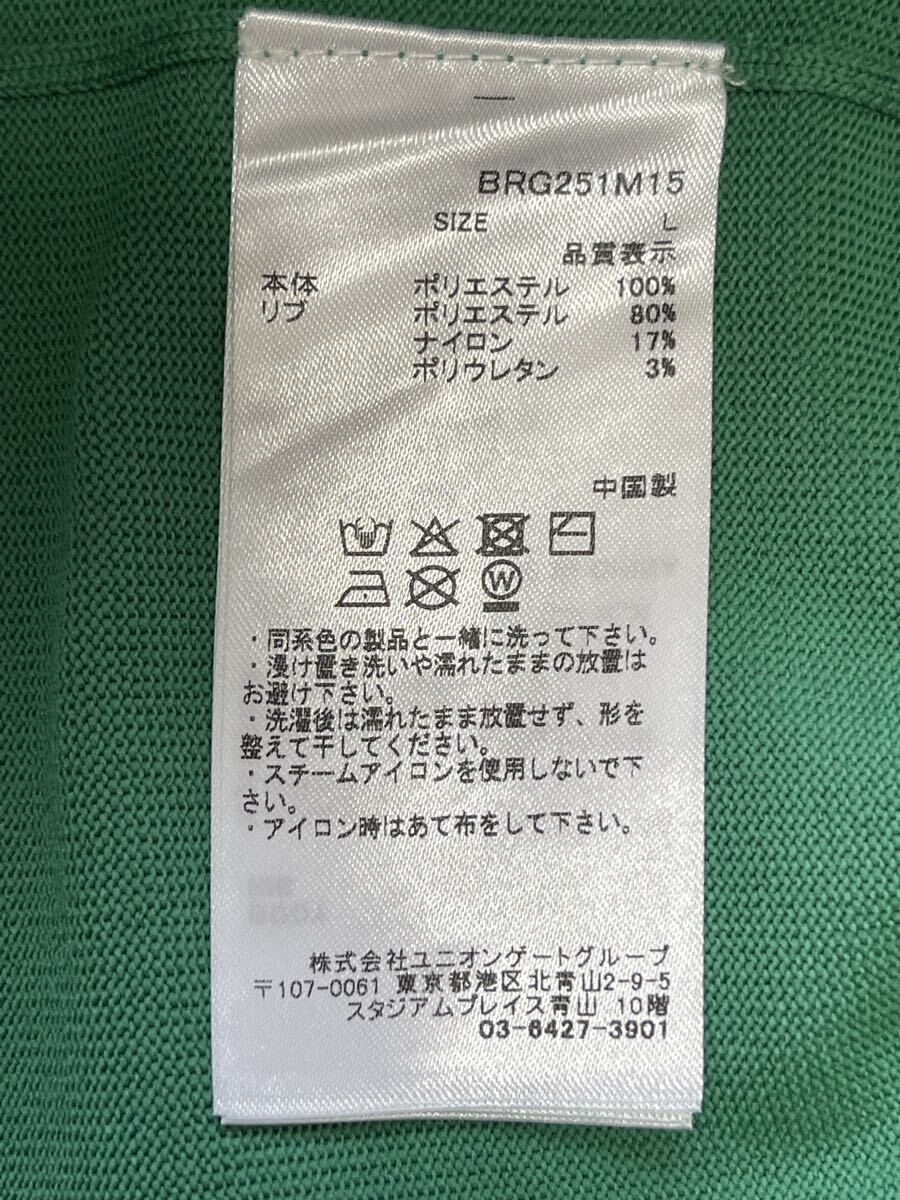 BRG251M15
SIZE L
品質表示
本体 ポリエステル 100%
リブ ポリエステル 80%
ナイロン 17%
ポリウレタン 3%
中国製
W
・同系色の製品と一緒に洗って下さい。
・漫け置き洗いや濡れたままの放置は
お避け下さい。
・洗濯後は濡れたまま放置せず、形を
整えて干してください。
・スチームアイロンを使用しないで下
さい。
・アイロン時はあて布をして下さい。
株式会社ユニオンゲートグループ
〒107-0061 東京都港区北青山2-9-5
スタジアムプレイス青山 10階
03-6427-3901